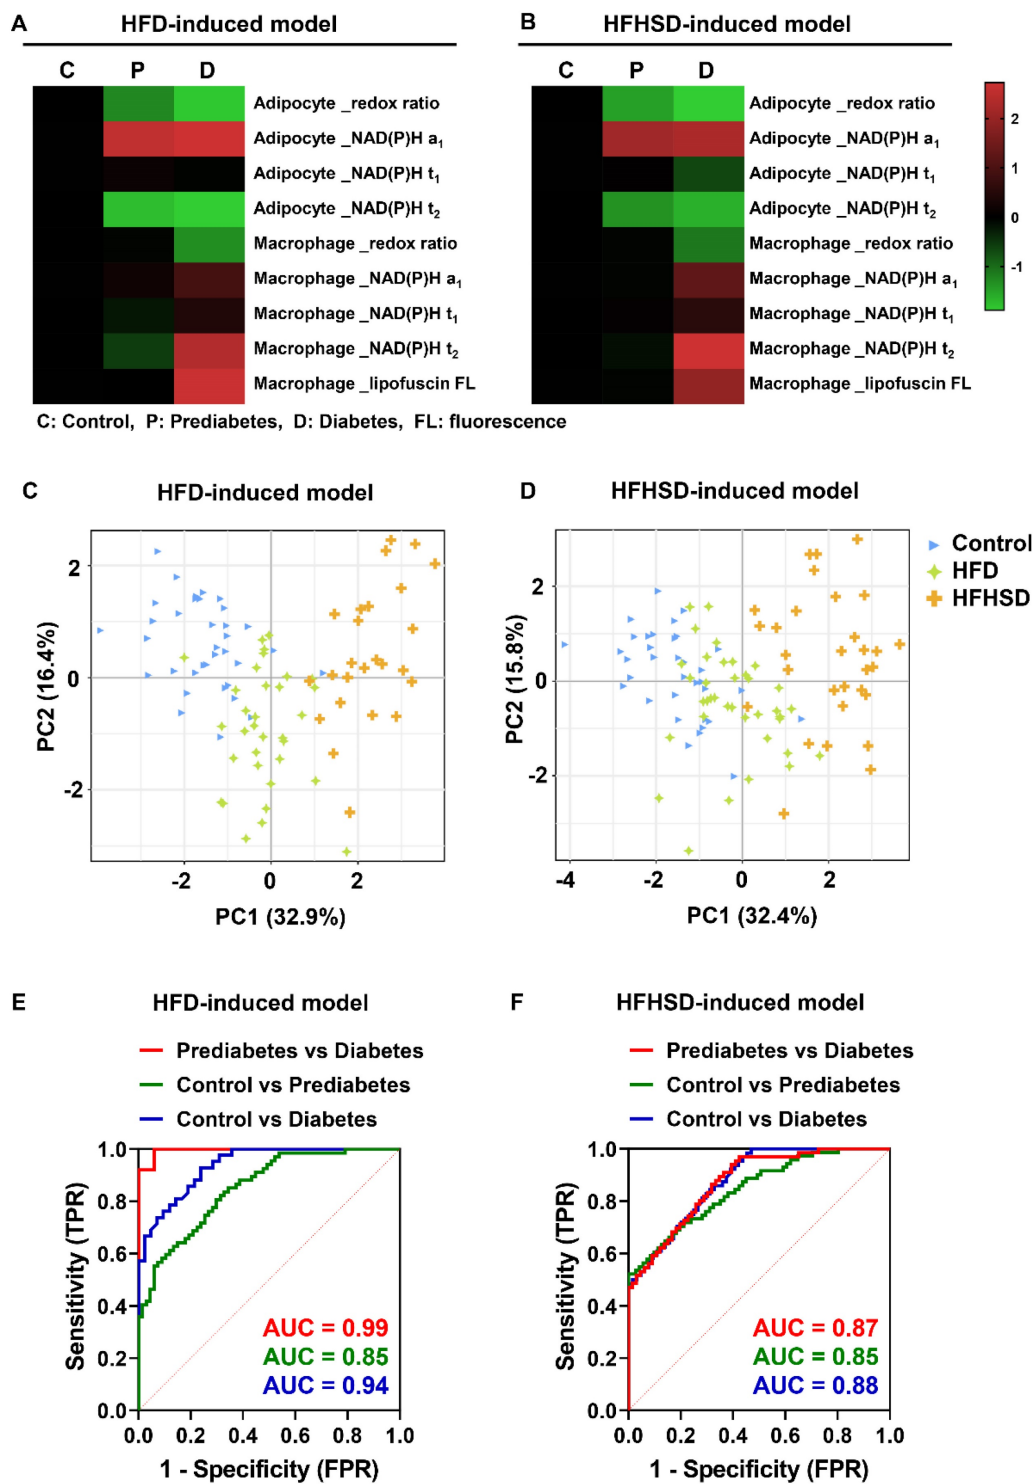 A HFD-induced model
C P D
Adipocyte _redox ratio
Adipocyte _NAD(P)H a₁
Adipocyte _NAD(P)H t₁
Adipocyte _NAD(P)H t₂
Macrophage _redox ratio
Macrophage _NAD(P)H a₁
Macrophage _NAD(P)H t₁
Macrophage _NAD(P)H t₂
Macrophage _lipofuscin FL
B HFHSD-induced model
C P D
Adipocyte _redox ratio
Adipocyte _NAD(P)H a₁
Adipocyte _NAD(P)H t₁
Adipocyte _NAD(P)H t₂
Macrophage _redox ratio
Macrophage _NAD(P)H a₁
Macrophage _NAD(P)H t₁
Macrophage _NAD(P)H t₂
Macrophage _lipofuscin FL
2
1
0
-1
C: Control, P: Prediabetes, D: Diabetes, FL: fluorescence
C HFD-induced model
PC2 (16.4%)
2
0
-2
-2 0 2
PC1 (32.9%)
D HFHSD-induced model
PC2 (15.8%)
2
0
-2
-4 -2 0 2
PC1 (32.4%)
Control
HFD
HFHSD
E HFD-induced model
Prediabetes vs Diabetes
Control vs Prediabetes
Control vs Diabetes
Sensitivity (TPR)
1.0
0.8
0.6
0.4
0.2
0.0
AUC = 0.99
AUC = 0.85
AUC = 0.94
0.0 0.2 0.4 0.6 0.8 1.0
1 - Specificity (FPR)
F HFHSD-induced model
Prediabetes vs Diabetes
Control vs Prediabetes
Control vs Diabetes
Sensitivity (TPR)
1.0
0.8
0.6
0.4
0.2
0.0
AUC = 0.87
AUC = 0.85
AUC = 0.88
0.0 0.2 0.4 0.6 0.8 1.0
1 - Specificity (FPR)